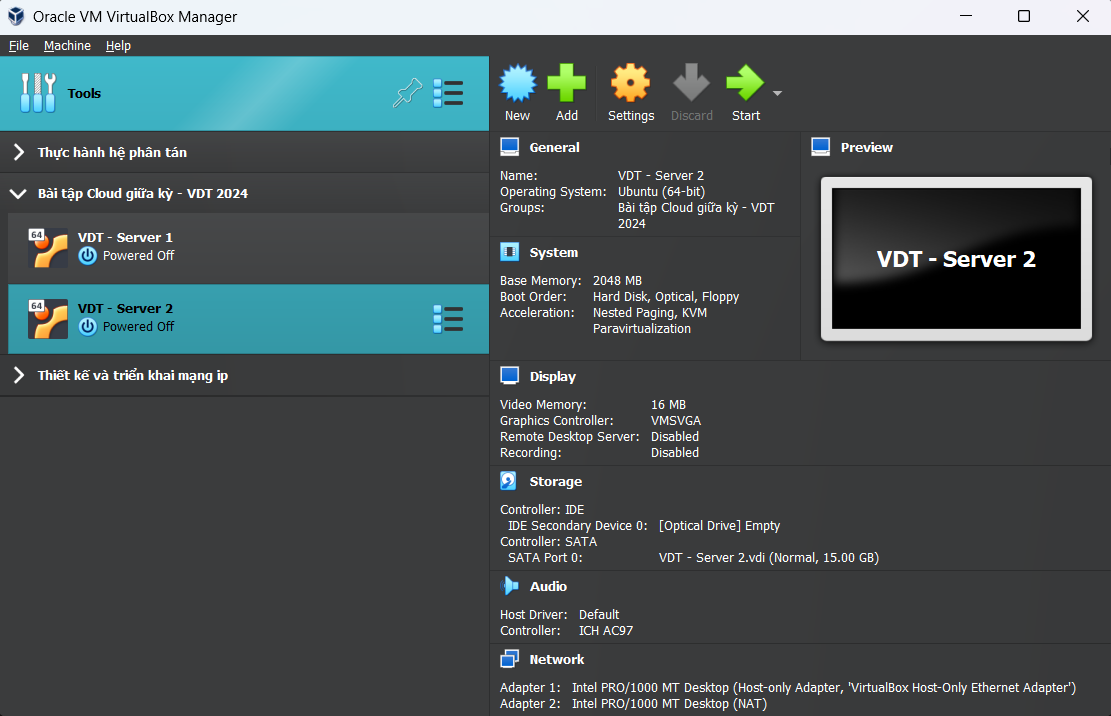 Oracle VM VirtualBox Manager
File Machine Help
Tools
Thực hành hệ phân tán
Bài tập Cloud giữa kỳ - VDT 2024
64
VDT - Server 1
Powered Off
64
VDT - Server 2
Powered Off
Thiết kế và triển khai mạng ip
New Add Settings Discard Start
General
Name: VDT - Server 2
Operating System: Ubuntu (64-bit)
Groups: Bài tập Cloud giữa kỳ - VDT
2024
Preview
VDT - Server 2
System
Base Memory: 2048 MB
Boot Order: Hard Disk, Optical, Floppy
Acceleration: Nested Paging, KVM
Paravirtualization
Display
Video Memory: 16 MB
Graphics Controller: VMSVGA
Remote Desktop Server: Disabled
Recording: Disabled
Storage
Controller: IDE
IDE Secondary Device 0: [Optical Drive] Empty
Controller: SATA
SATA Port 0: VDT - Server 2.vdi (Normal, 15.00 GB)
Audio
Host Driver: Default
Controller: ICH AC97
Network
Adapter 1: Intel PRO/1000 MT Desktop (Host-only Adapter, 'VirtualBox Host-Only Ethernet Adapter')
Adapter 2: Intel PRO/1000 MT Desktop (NAT)